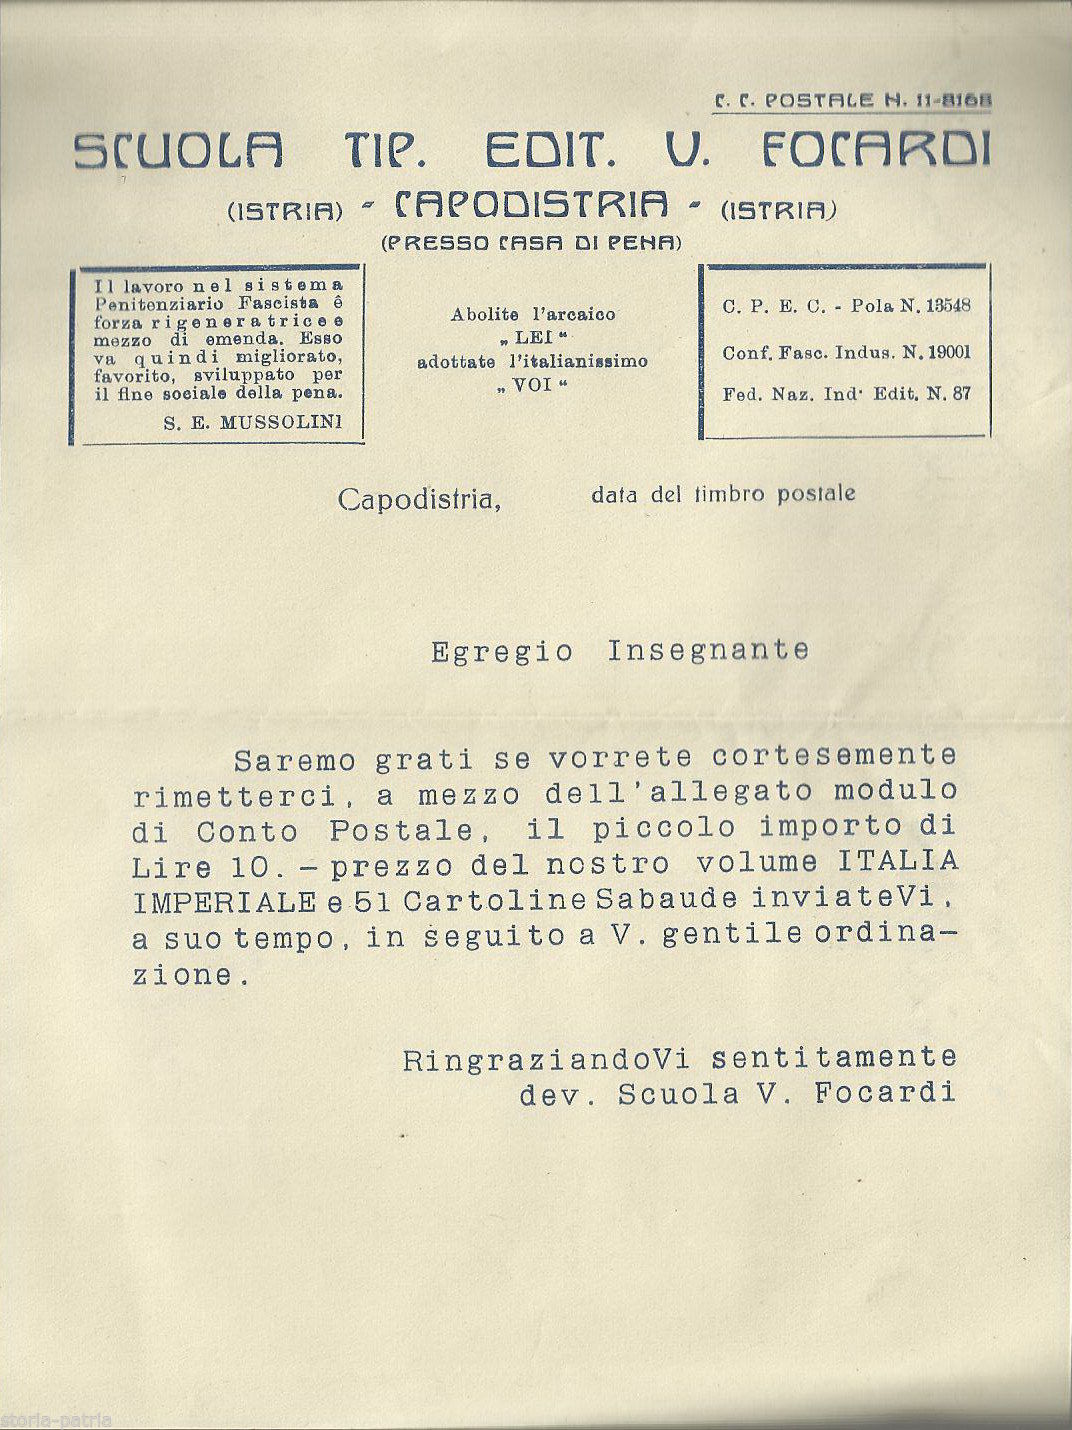 C. C. POSTALE N. 11-8168
SCUOLA TIP. EDIT. V. FOCARDI
(ISTRIA) - CAPODISTRIA - (ISTRIA)
(PRESSO CASA DI PENA)
Il lavoro nel sistema
Penitenziario Fascista ê
forza rigeneratrice e
mezzo di emenda. Esso
va quindi migliorato,
favorito, sviluppato per
il fine sociale della pena.
S. E. MUSSOLINI
Abolite l'arcaico
„ LEI “
adottate l'italianissimo
„ VOI “
C. P. E. C. - Pola N. 13548
Conf. Fasc. Indus. N. 19001
Fed. Naz. Ind. Edit. N. 87
Capodistria, data del timbro postale
Egregio Insegnante
Saremo grati se vorrete cortesemente
rimetterci, a mezzo dell'allegato modulo
di Conto Postale, il piccolo importo di
Lire 10. - prezzo del nostro volume ITALIA
IMPERIALE e 51 Cartoline Sabaude inviateVi,
a suo tempo, in seguito a V. gentile ordina-
zione.
RingraziandoVi sentitamente
dev. Scuola V. Focardi
storia-patria